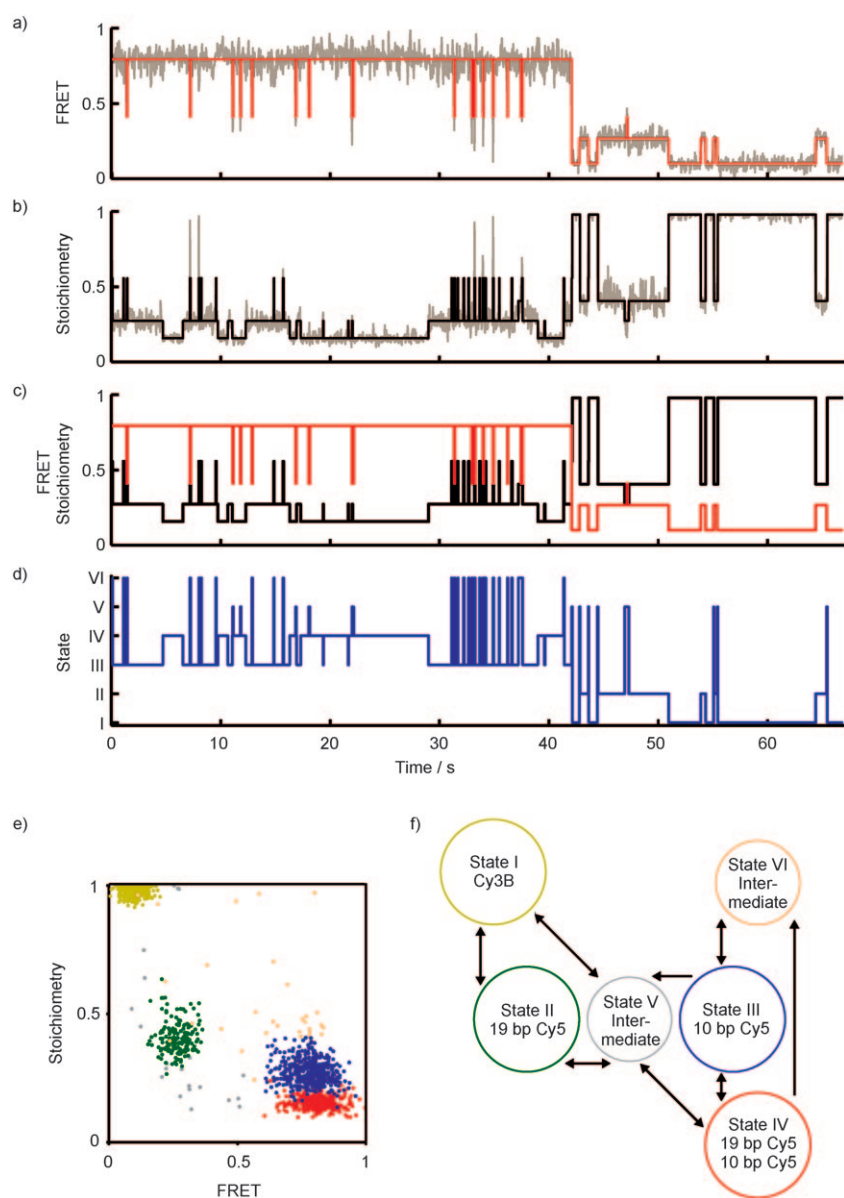 a)
1
0.5
0
FRET
b)
1
0.5
0
Stoichiometry
c)
1
0.5
0
FRET
Stoichiometry
d)
VI
V
IV
III
II
I
State
0 10 20 30 40 50 60
Time / s
e)
1
0.5
1
0 0.5 1
Stoichiometry
FRET
f)
State I
Cy3B
State VI
Inter-
mediate
State II
19 bp Cy5
State V
Inter-
mediate
State III
10 bp Cy5
State IV
19 bp Cy5
10 bp Cy5